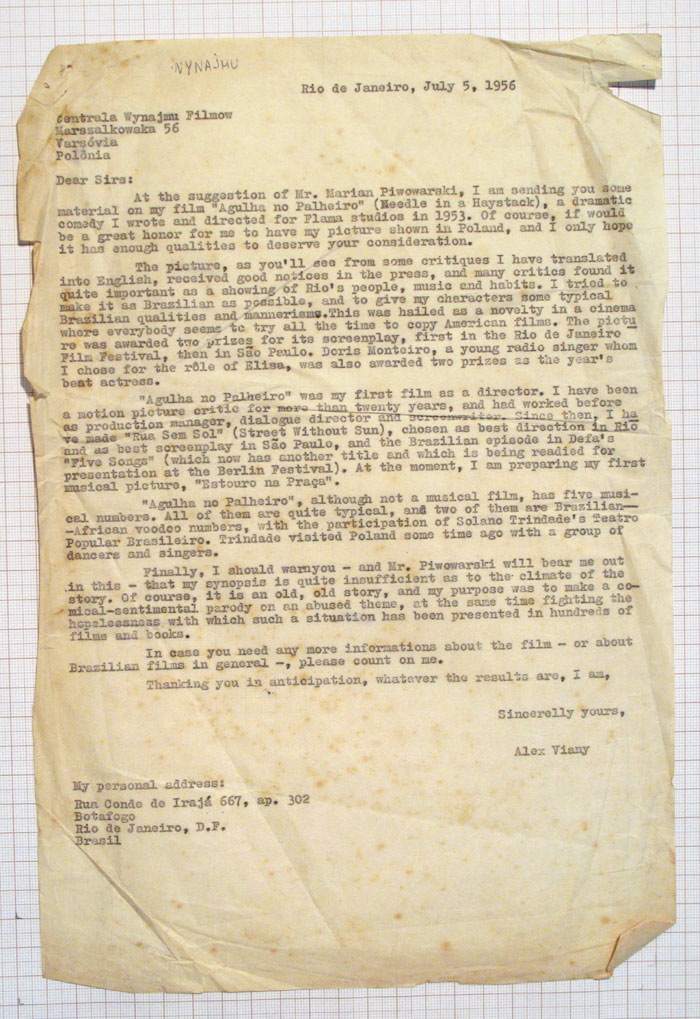 WYNAJMU
Rio de Janeiro, July 5, 1956
Centrala Wynajmu Filmow
Marszalkowska 56
Varsóvia
Polônia
Dear Sirs:
At the suggestion of Mr. Marian Piwowarski, I am sending you some
material on my film "Agulha no Palheiro" (Needle in a Haystack), a dramatic
comedy I wrote and directed for Flama studios in 1953. Of course, if would
be a great honor for me to have my picture shown in Poland, and I only hope
it has enough qualities to deserve your consideration.
The picture, as you'll see from some critiques I have translated
into English, received good notices in the press, and many critics found it
quite important as a showing of Rio's people, music and habits. I tried to
make it as Brazilian as possible, and to give my characters some typical
Brazilian qualities and mannerisms.This was hailed as a novelty in a cinema
where everybody seems to try all the time to copy American films. The pictu
re was awarded two prizes for its screenplay, first in the Rio de Janeiro
Film Festival, then in São Paulo. Doris Monteiro, a young radio singer whom
I chose for the rôle of Elisa, was also awarded two prizes as the year's
best actress.
"Agulha no Palheiro" was my first film as a director. I have been
a motion picture critic for more than twenty years, and had worked before
as production manager, dialogue director and screenwriter. Since then, I ha
ve made "Rua Sem Sol" (Street Without Sun), chosen as best direction in Rio
and as best screenplay in São Paulo, and the Brazilian episode in Defa's
"Five Songs" (which now has another title and which is being readied for
presentation at the Berlin Festival). At the moment, I am preparing my first
musical picture, "Estouro na Praça".
"Agulha no Palheiro", although not a musical film, has five musi-
cal numbers. All of them are quite typical, and two of them are Brazilian—
-African voodoo numbers, with the participation of Solano Trindade's Teatro
Popular Brasileiro. Trindade visited Poland some time ago with a group of
dancers and singers.
Finally, I should warnyou - and Mr. Piwowarski will bear me out
in this - that my synopsis is quite insufficient as to the climate of the
story. Of course, it is an old, old story, and my purpose was to make a co-
mical-sentimental parody on an abused theme, at the same time fighting the
hopelessness with which such a situation has been presented in hundreds of
films and books.
In case you need any more informations about the film - or about
Brazilian films in general -, please count on me.
Thanking you in anticipation, whatever the results are, I am,
Sincerelly yours,
Alex Viany
My personal address:
Rua Conde de Irajá 667, ap. 302
Botafogo
Rio de Janeiro, D.F.
Brasil